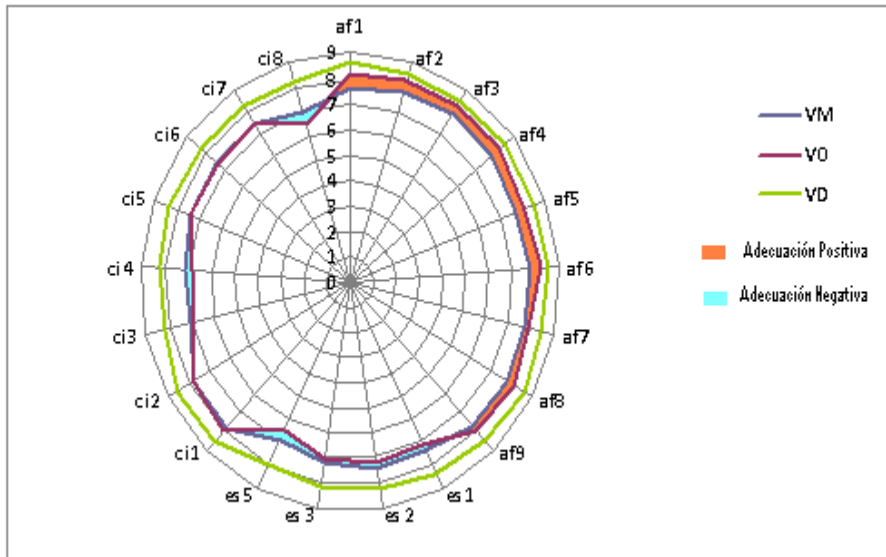 af1
af2
af3
af4
af5
af6
af7
af8
af9
es 1
es 2
es 3
es 5
ci1
ci2
ci3
ci 4
ci5
ci6
ci7
ci8
9
8
7
6
5
4
3
2
1
0
VM
VO
VD
Adecuación Positiva
Adecuación Negativa